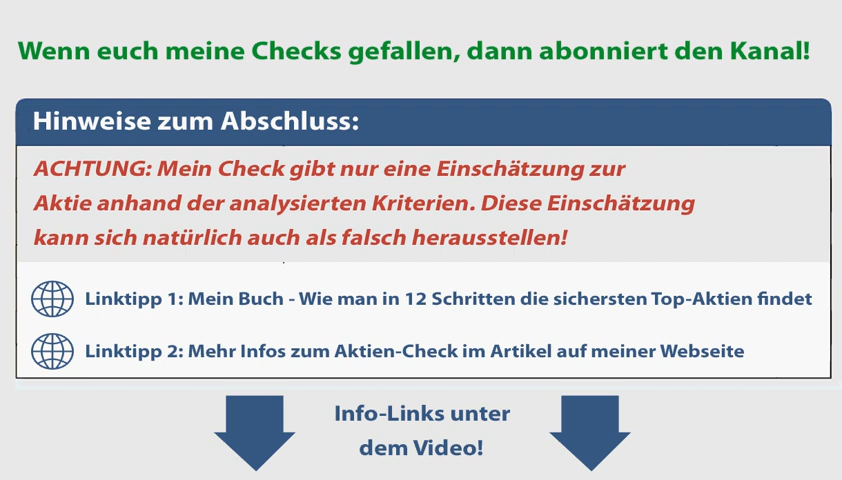 Wenn euch meine Checks gefallen, dann abonniert den Kanal!
Hinweise zum Abschluss:
ACHTUNG: Mein Check gibt nur eine Einschätzung zur
Aktie anhand der analysierten Kriterien. Diese Einschätzung
kann sich natürlich auch als falsch herausstellen!
Linktipp 1: Mein Buch - Wie man in 12 Schritten die sichersten Top-Aktien findet
Linktipp 2: Mehr Infos zum Aktien-Check im Artikel auf meiner Webseite
Info-Links unter
dem Video!